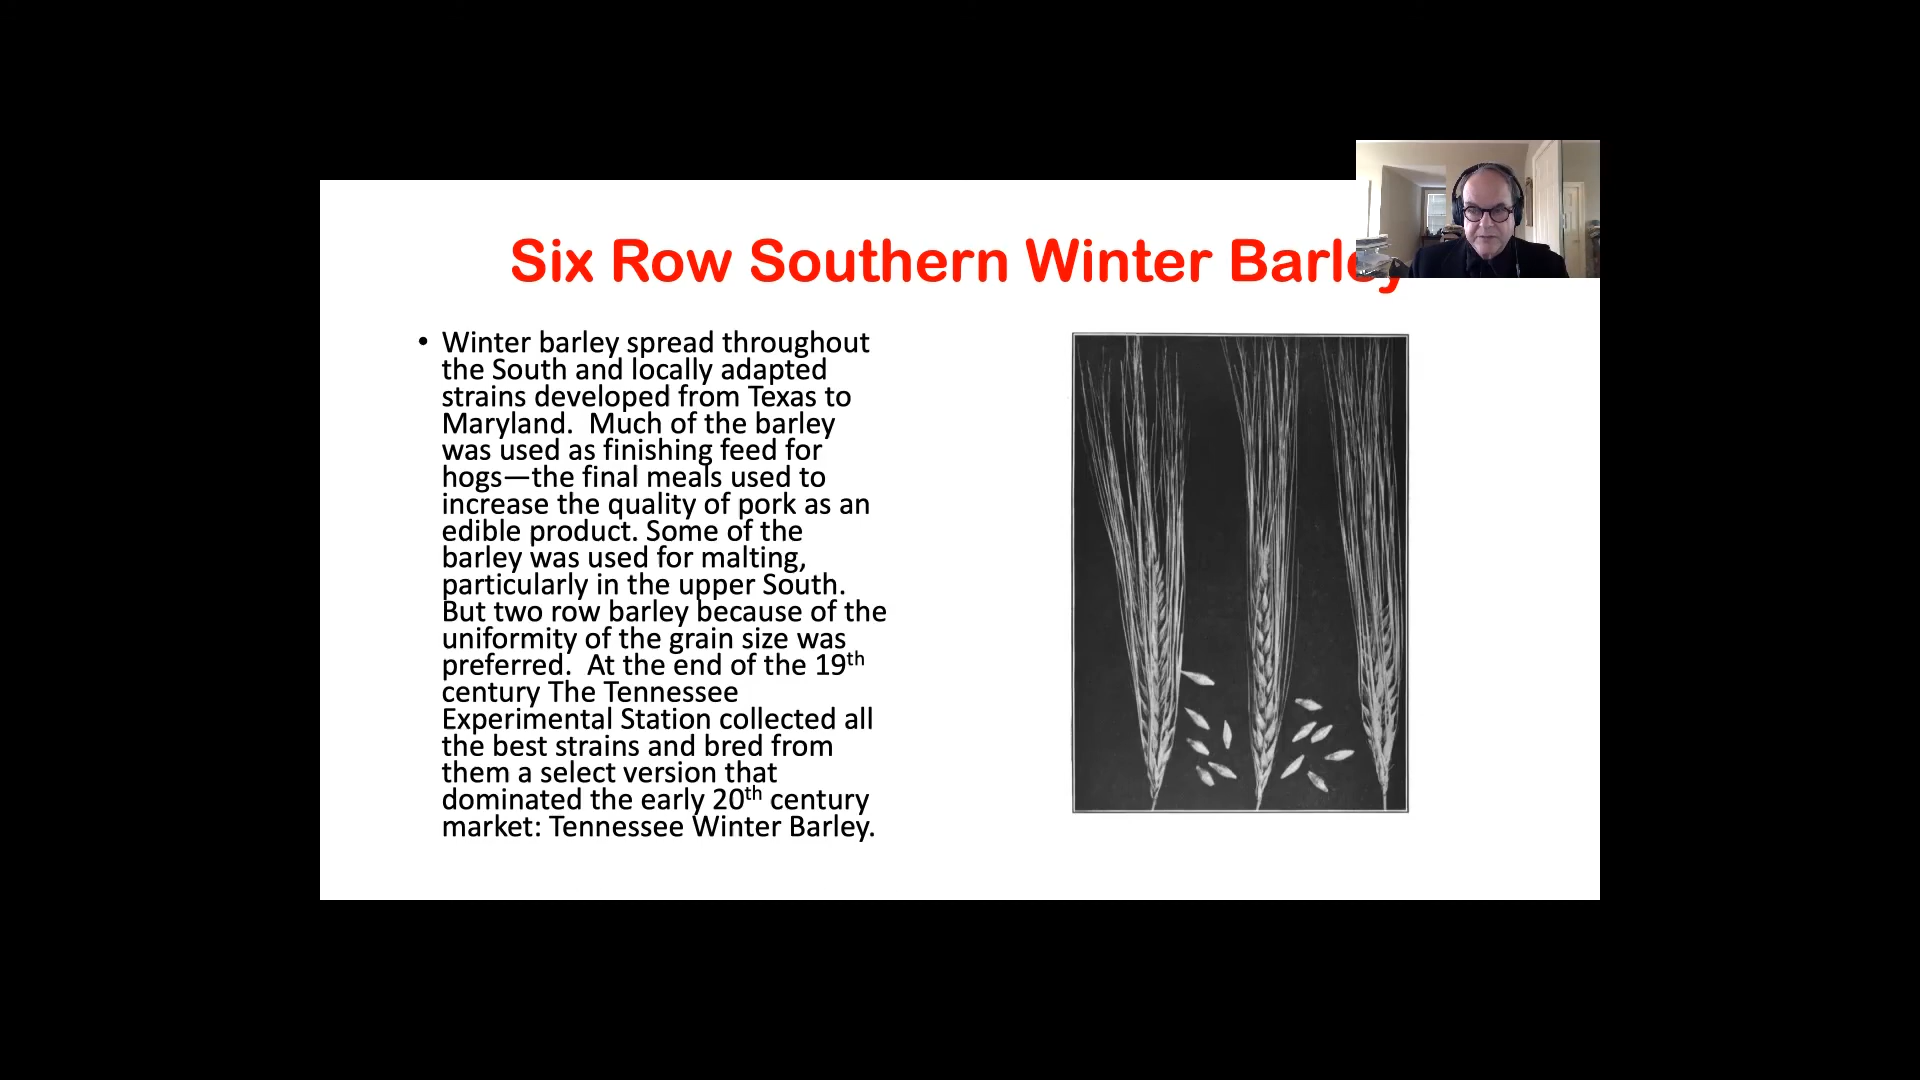 Six Row Southern Winter Barley
• Winter barley spread throughout
the South and locally adapted
strains developed from Texas to
Maryland.  Much of the barley
was used as finishing feed for
hogs—the final meals used to
increase the quality of pork as an
edible product. Some of the
barley was used for malting,
particularly in the upper South.
But two row barley because of the
uniformity of the grain size was
preferred.  At the end of the 19th
century The Tennessee
Experimental Station collected all
the best strains and bred from
them a select version that
dominated the early 20th century
market: Tennessee Winter Barley.